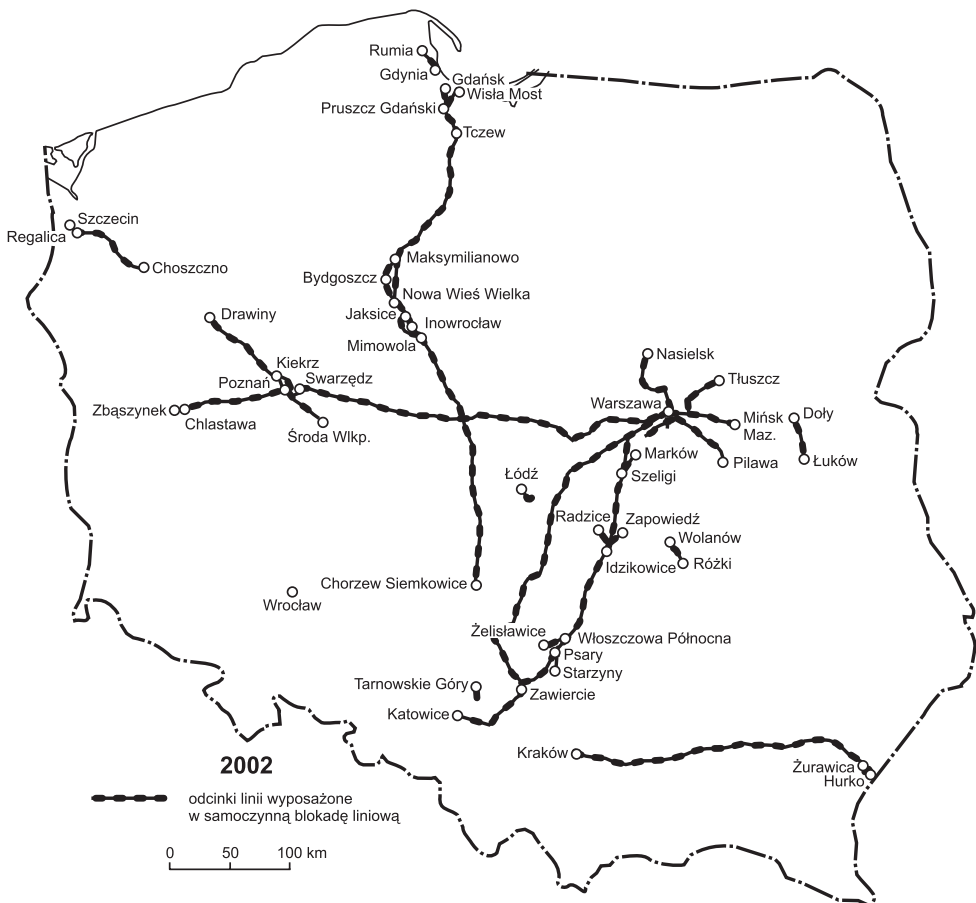 Rumia
Gdynia
Gdańsk
Wisła Most
Pruszcz Gdański
Tczew
Szczecin
Regalica
Choszczno
Maksymilianowo
Bydgoszcz
Nowa Wieś Wielka
Jaksice
Inowrocław
Mimowola
Drawiny
Kiekrz
Poznań
Swarzędz
Zbąszynek
Chlastawa
Środa Wlkp.
Nasielsk
Tłuszcz
Warszawa
Mińsk
Maz.
Doły
Pilawa
Łuków
Marków
Szeligi
Łódź
Radzice
Zapowiedź
Wolanów
Idzikowice
Różki
Chorzew Siemkowice
Wrocław
Żelisławice
Włoszczowa Północna
Psary
Starzyny
Tarnowskie Góry
Zawiercie
Katowice
Kraków
Żurawica
Hurko
2002
odcinki linii wyposażone
w samoczynną blokadę liniową
0 50 100 km